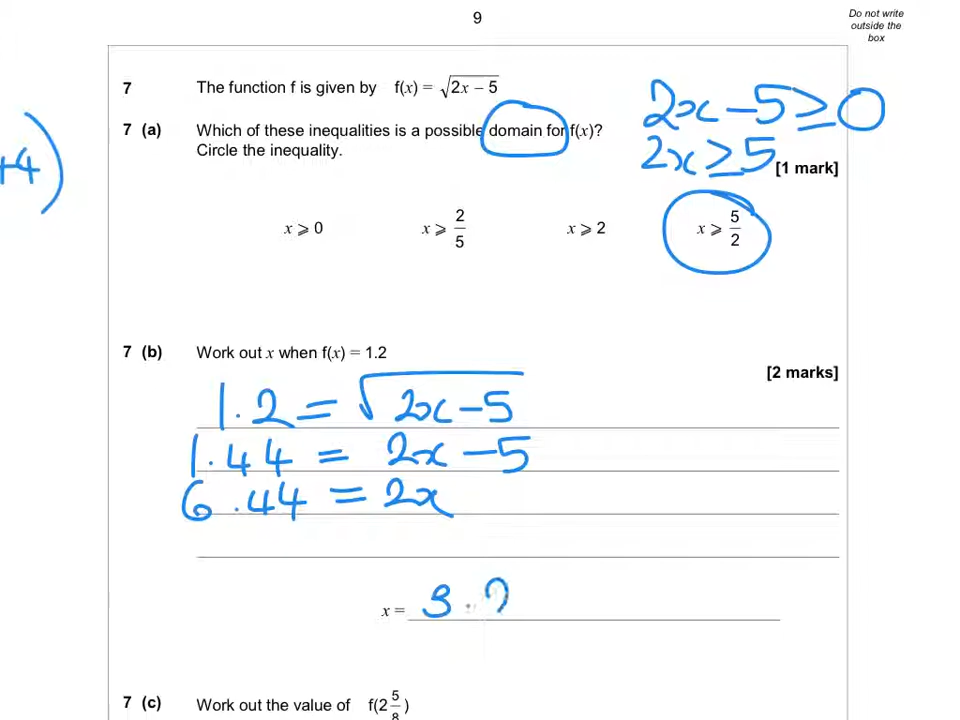 9
Do not write
outside the
box
7 The function f is given by f(x) = √(2x − 5)
2x − 5 ≥ 0
7 (a) Which of these inequalities is a possible domain for f(x)?
Circle the inequality.
2x ≥ 5
[1 mark]
+4)
x ⩾ 0 x ⩾ 2/5 x ⩾ 2 x ⩾ 5/2
7 (b) Work out x when f(x) = 1.2
[2 marks]
1.2 = √(2x − 5)
1.44 = 2x − 5
6.44 = 2x
x = 3.2
7 (c) Work out the value of f(2 5/8)